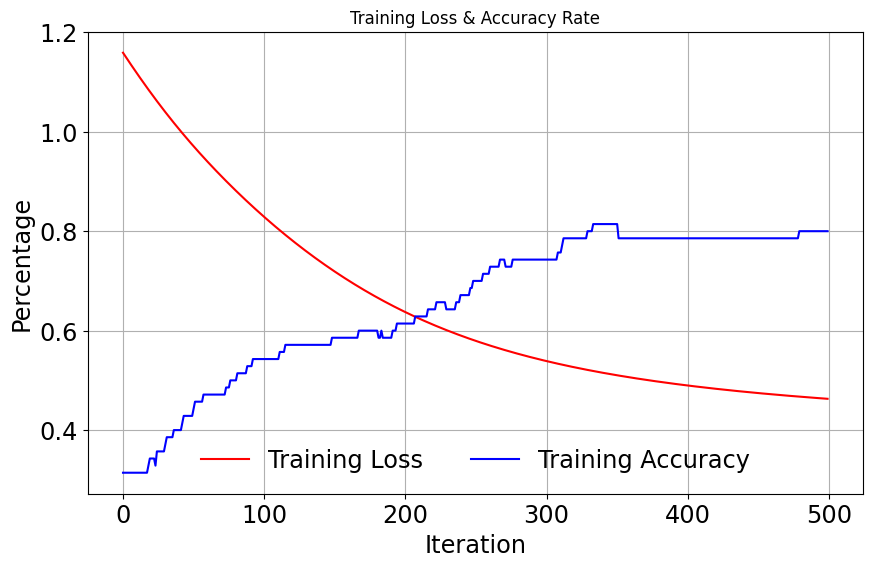 Training Loss & Accuracy Rate
1.2
1.0
0.8
0.6
0.4
Percentage
Training Loss
Training Accuracy
0 100 200 300 400 500
Iteration